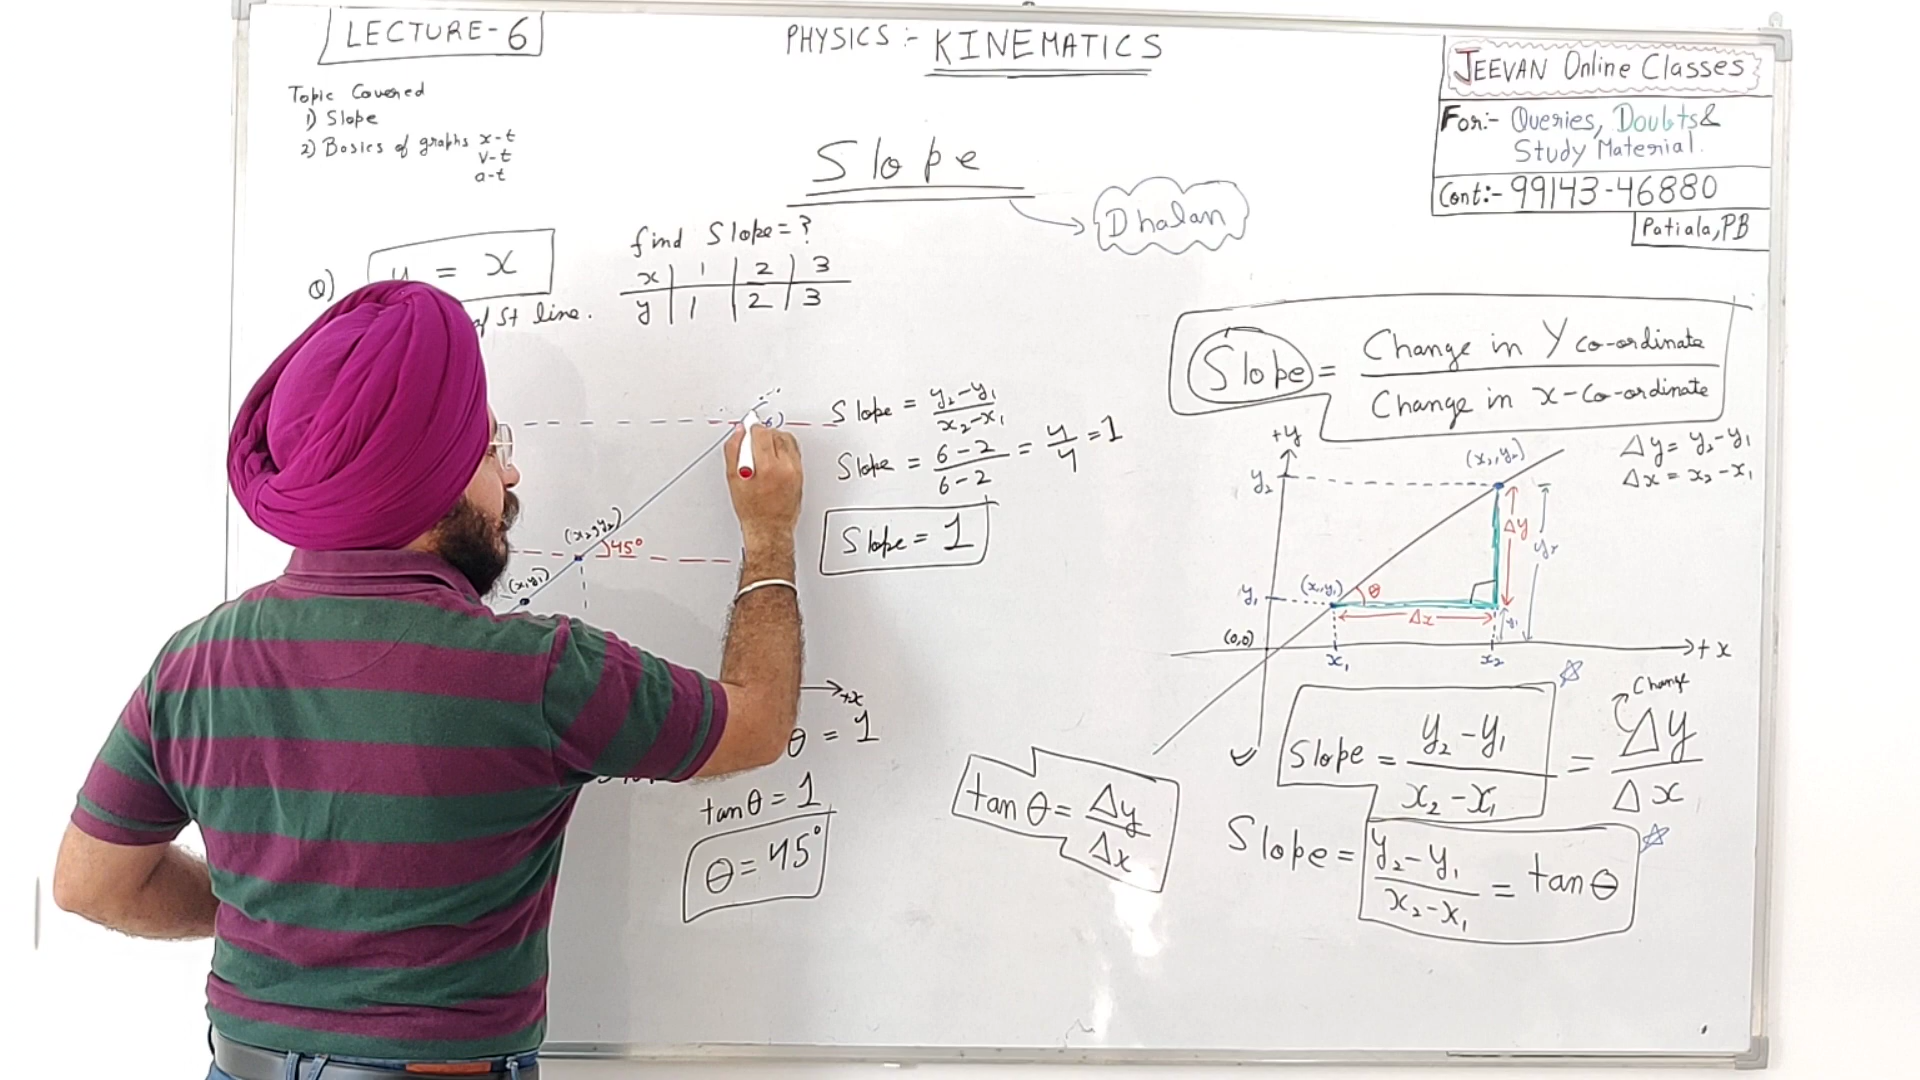 LECTURE-6
PHYSICS:- KINEMATICS
JEEVAN Online Classes
For:- Queries, Doubts &
Study Material.
Cont:- 99143-46880
Patiala, PB
Topic Covered
1) Slope
2) Basics of graphs x-t
v-t
a-t
Slope
Dhalan
Q) y = x
of St line.
find Slope = ?
x | 1 | 2 | 3
y | 1 | 2 | 3
Slope = y₂-y₁ / x₂-x₁
Slope = 6-2 / 6-2 = 4/4 = 1
Slope = 1
(x₂, y₂)
45°
(x₁, y₁)
+x
θ = 1
tan θ = 1
θ = 45°
Slope = Change in Y co-ordinate / Change in x-Co-ordinate
Δy = y₂-y₁
Δx = x₂-x₁
+y
(x₂, y₂)
y₂
Δy
y₂
(x₁, y₁)
θ
y₁
Δx
y₁
(0,0)
x₁
x₂
+x
Change
Slope = y₂-y₁ / x₂-x₁ = Δy / Δx
tan θ = Δy / Δx
Slope = y₂-y₁ / x₂-x₁ = tan θ